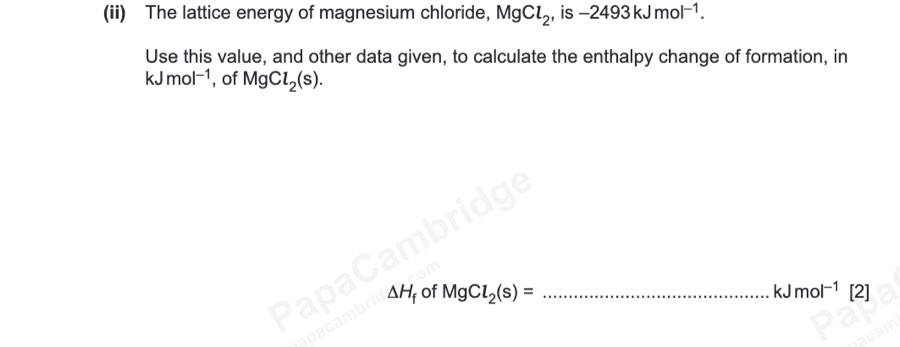 (ii) The lattice energy of magnesium chloride, MgCl₂, is –2493 kJ mol⁻¹.
Use this value, and other data given, to calculate the enthalpy change of formation, in
kJ mol⁻¹, of MgCl₂(s).
PapaCambridge
ΔHf of MgCl₂(s) = ............................................ kJ mol⁻¹ [2]